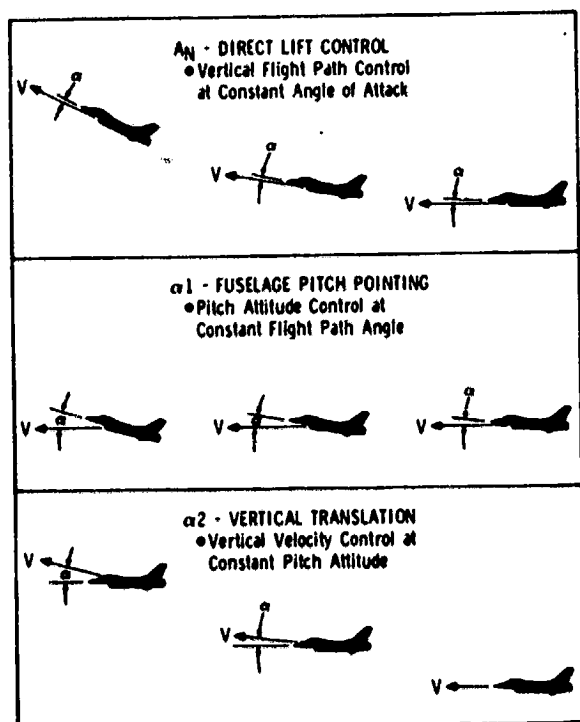 A_N - DIRECT LIFT CONTROL
● Vertical Flight Path Control
at Constant Angle of Attack
α
V
α
V
α
V
α1 - FUSELAGE PITCH POINTING
● Pitch Attitude Control at
Constant Flight Path Angle
V
α
V
α
V
α
α2 - VERTICAL TRANSLATION
● Vertical Velocity Control at
Constant Pitch Attitude
V
α
V
α
V